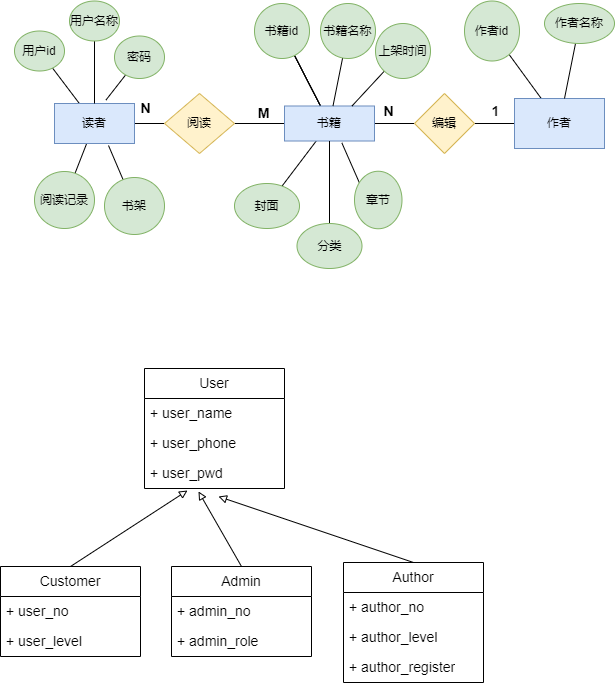 用户名称
用户id
密码
书籍id
书籍名称
上架时间
作者id
作者名称
读者
N
阅读
M
书籍
N
编辑
1
作者
阅读记录
书架
封面
分类
章节
User
+ user_name
+ user_phone
+ user_pwd
Customer
+ user_no
+ user_level
Admin
+ admin_no
+ admin_role
Author
+ author_no
+ author_level
+ author_register